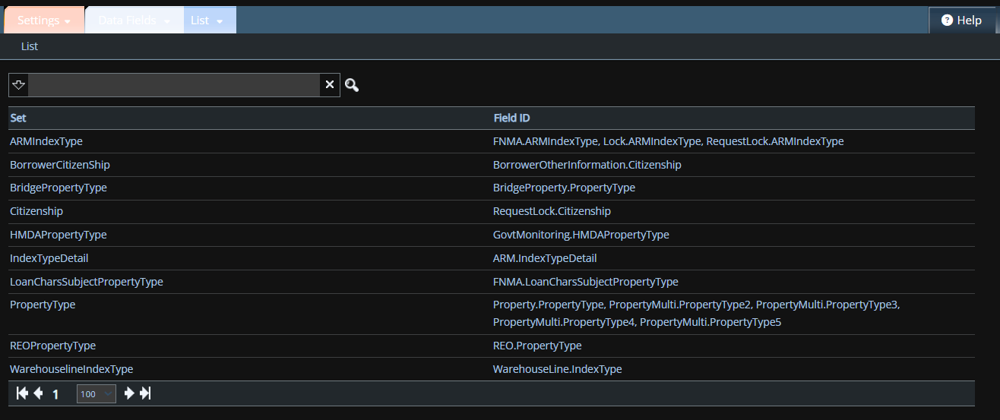 Settings Data Fields List Help
List
Set Field ID
ARMIndexType FNMA.ARMIndexType, Lock.ARMIndexType, RequestLock.ARMIndexType
BorrowerCitizenShip BorrowerOtherInformation.Citizenship
BridgePropertyType BridgeProperty.PropertyType
Citizenship RequestLock.Citizenship
HMDAPropertyType GovtMonitoring.HMDAPropertyType
IndexTypeDetail ARM.IndexTypeDetail
LoanCharsSubjectPropertyType FNMA.LoanCharsSubjectPropertyType
PropertyType Property.PropertyType, PropertyMulti.PropertyType2, PropertyMulti.PropertyType3,
PropertyMulti.PropertyType4, PropertyMulti.PropertyType5
REOPropertyType REO.PropertyType
WarehouselineIndexType WarehouseLine.IndexType
1 100